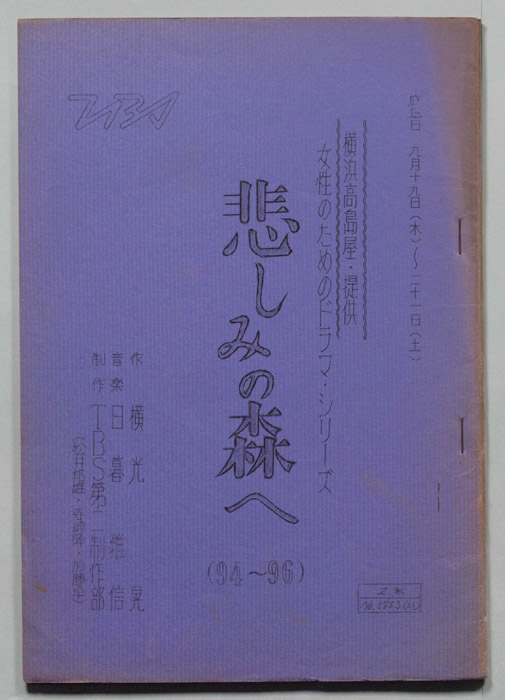 九月十九日(木)〜二十一日(土)
横浜高島屋・提供
女性のためのドラマ・シリーズ
悲しみの森へ
(94〜96)
作 横光 晃
音楽 日暮 雅信
制作 TBS第二制作部
TBS